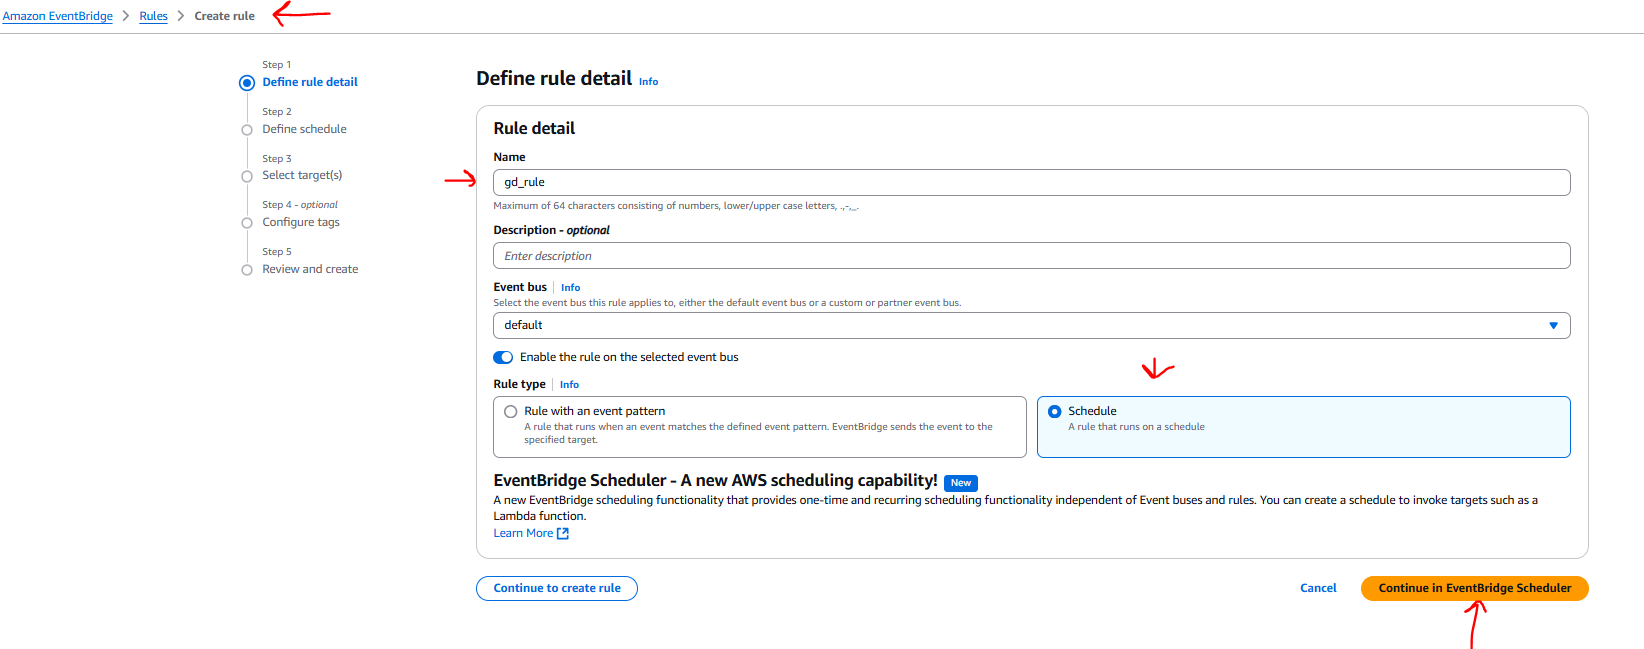 Amazon EventBridge > Rules > Create rule
Step 1
Define rule detail
Step 2
Define schedule
Step 3
Select target(s)
Step 4 - optional
Configure tags
Step 5
Review and create
Define rule detail Info
Rule detail
Name
gd_rule
Maximum of 64 characters consisting of numbers, lower/upper case letters, .,-,_.
Description - optional
Enter description
Event bus Info
Select the event bus this rule applies to, either the default event bus or a custom or partner event bus.
default
Enable the rule on the selected event bus
Rule type Info
Rule with an event pattern
A rule that runs when an event matches the defined event pattern. EventBridge sends the event to the
specified target.
Schedule
A rule that runs on a schedule
EventBridge Scheduler - A new AWS scheduling capability! New
A new EventBridge scheduling functionality that provides one-time and recurring scheduling functionality independent of Event buses and rules. You can create a schedule to invoke targets such as a
Lambda function.
Learn More
Continue to create rule
Cancel
Continue in EventBridge Scheduler